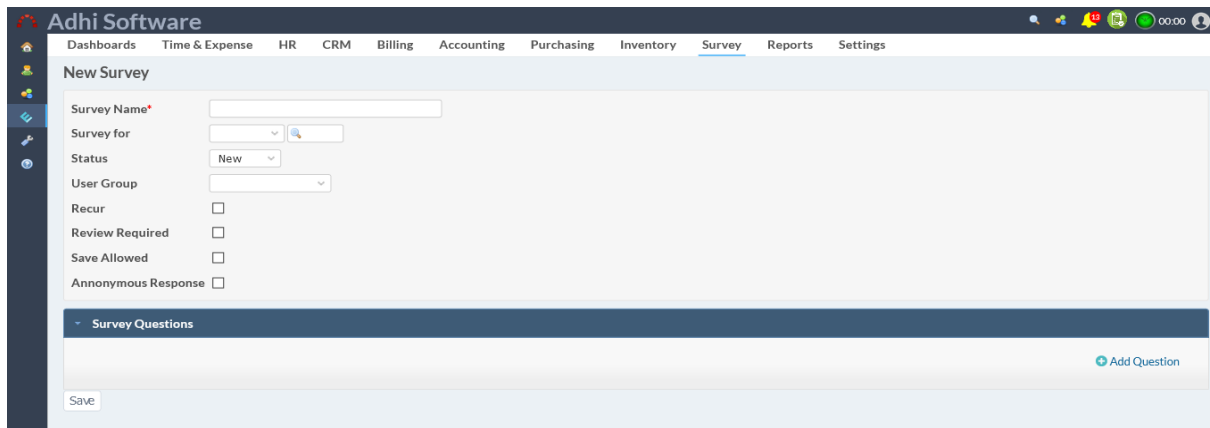 Adhi Software
13
00:00
Dashboards Time & Expense HR CRM Billing Accounting Purchasing Inventory Survey Reports Settings
New Survey
Survey Name*
Survey for
Status New
User Group
Recur
Review Required
Save Allowed
Annonymous Response
Survey Questions
Add Question
Save